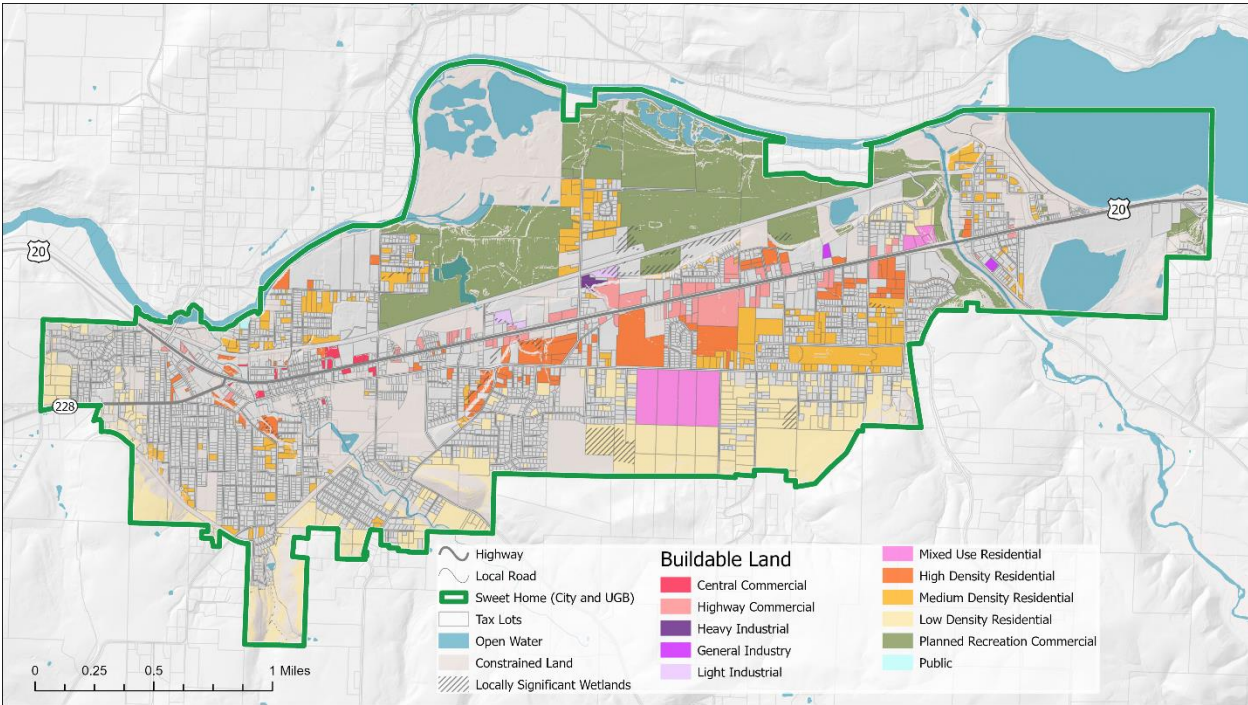 20
20
228
Highway
Local Road
Sweet Home (City and UGB)
Tax Lots
Open Water
Constrained Land
Locally Significant Wetlands
Buildable Land
Central Commercial
Highway Commercial
Heavy Industrial
General Industry
Light Industrial
Mixed Use Residential
High Density Residential
Medium Density Residential
Low Density Residential
Planned Recreation Commercial
Public
0 0.25 0.5 1 Miles